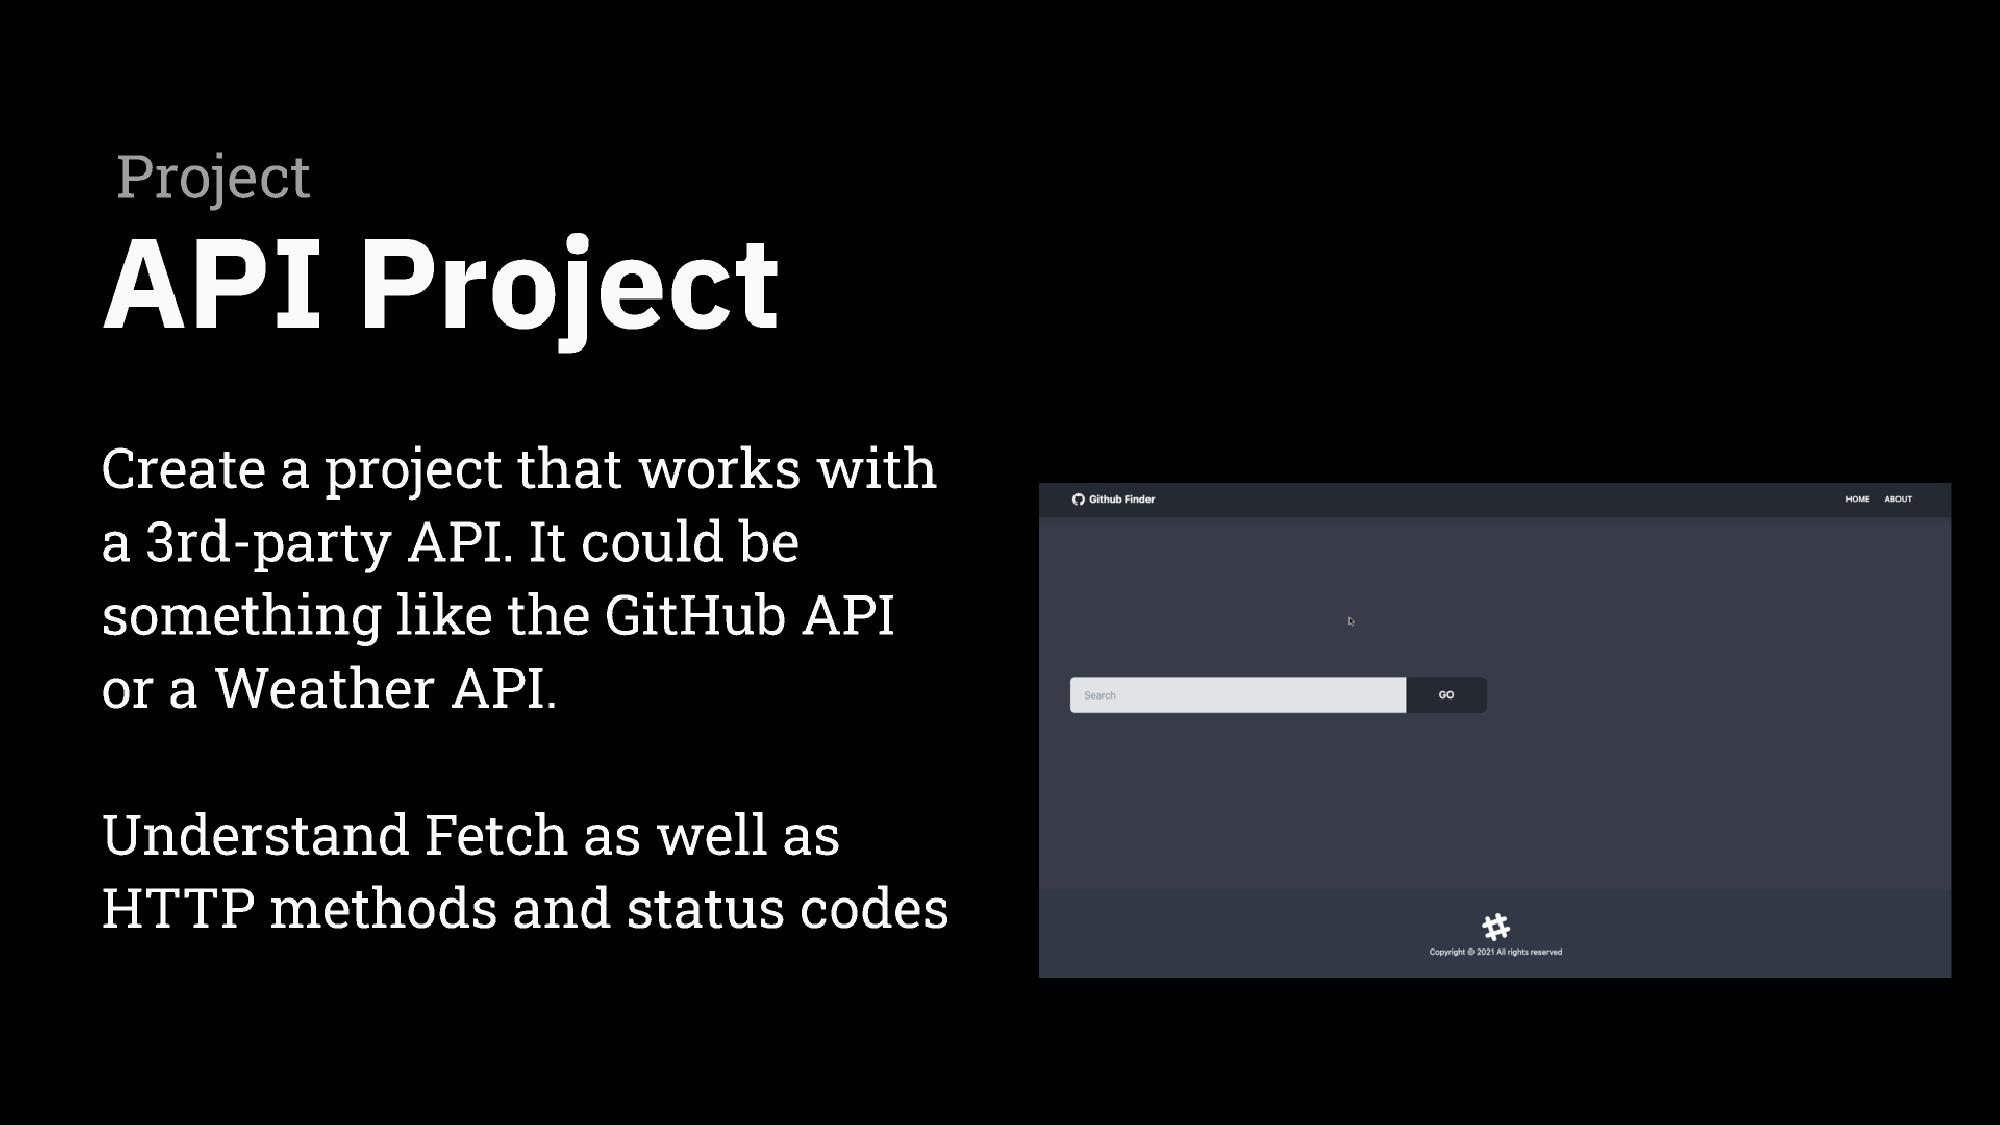 Project
API Project
Create a project that works with
a 3rd-party API. It could be
something like the GitHub API
or a Weather API.
Understand Fetch as well as
HTTP methods and status codes
Github Finder
HOME ABOUT
Search
GO
Copyright © 2021 All rights reserved